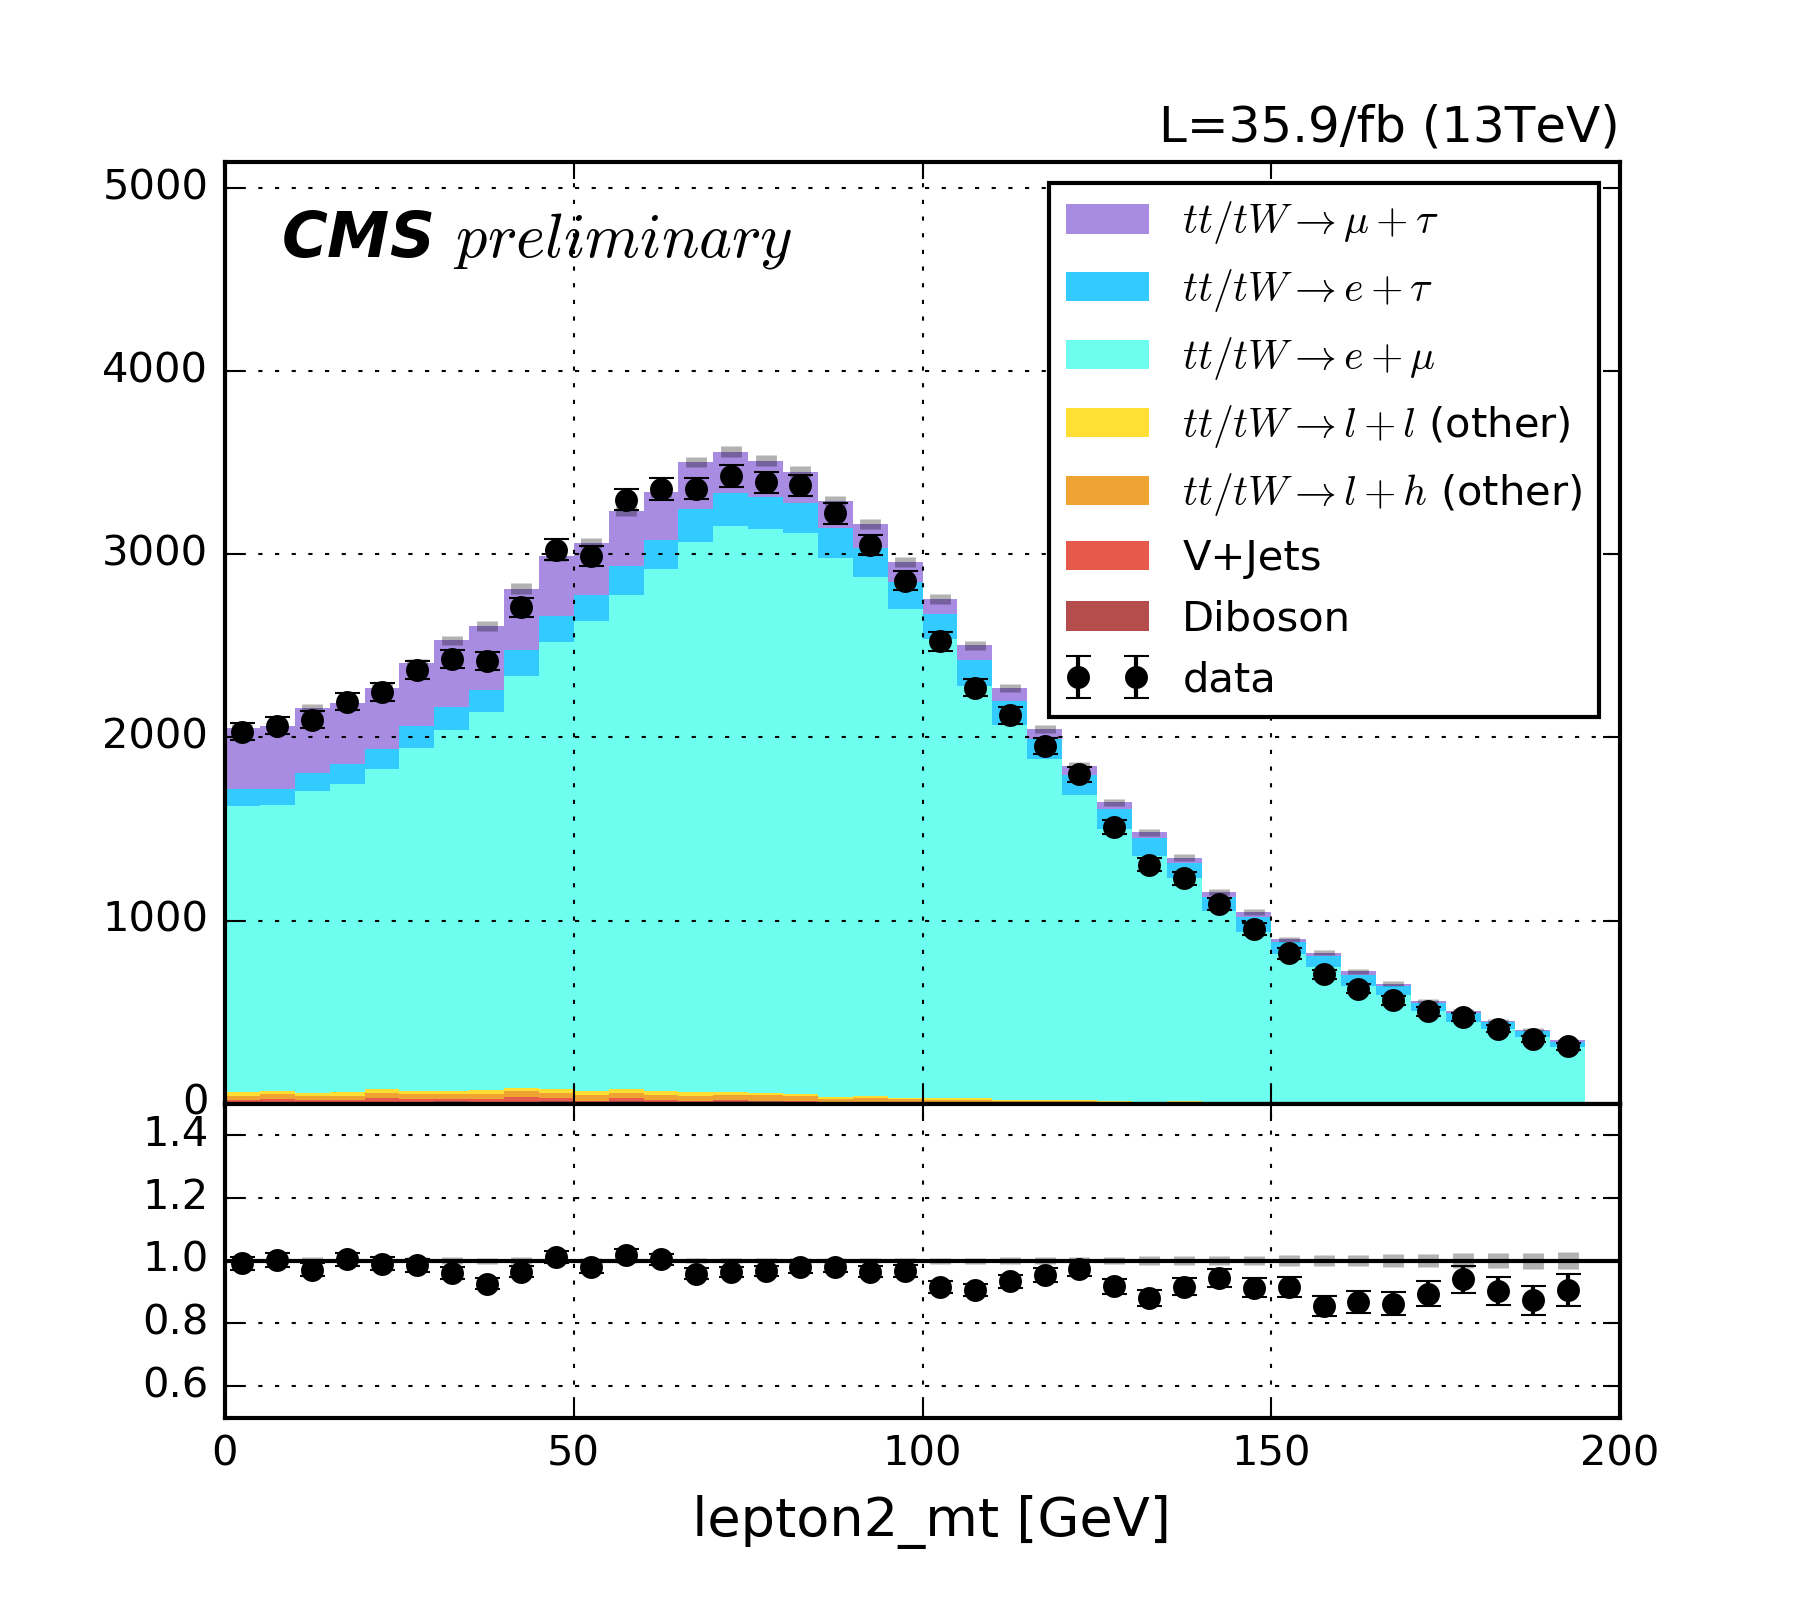 L=35.9/fb (13TeV)
CMS preliminary
5000
4000
3000
2000
1000
0
tt/tW→μ+τ
tt/tW→e+τ
tt/tW→e+μ
tt/tW→l+l (other)
tt/tW→l+h (other)
V+Jets
Diboson
data
1.4
1.2
1.0
0.8
0.6
0 50 100 150 200
lepton2_mt [GeV]